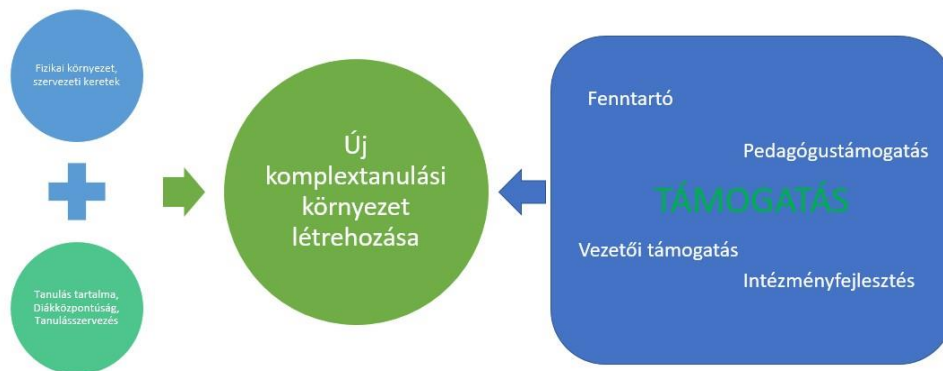 Fizikai környezet,
szervezeti keretek
Tanulás tartalma,
Diákközpontúság,
Tanulásszervezés
Új
komplextanulási
környezet
létrehozása
Fenntartó
Pedagógustámogatás
TÁMOGATÁS
Vezetői támogatás
Intézményfejlesztés